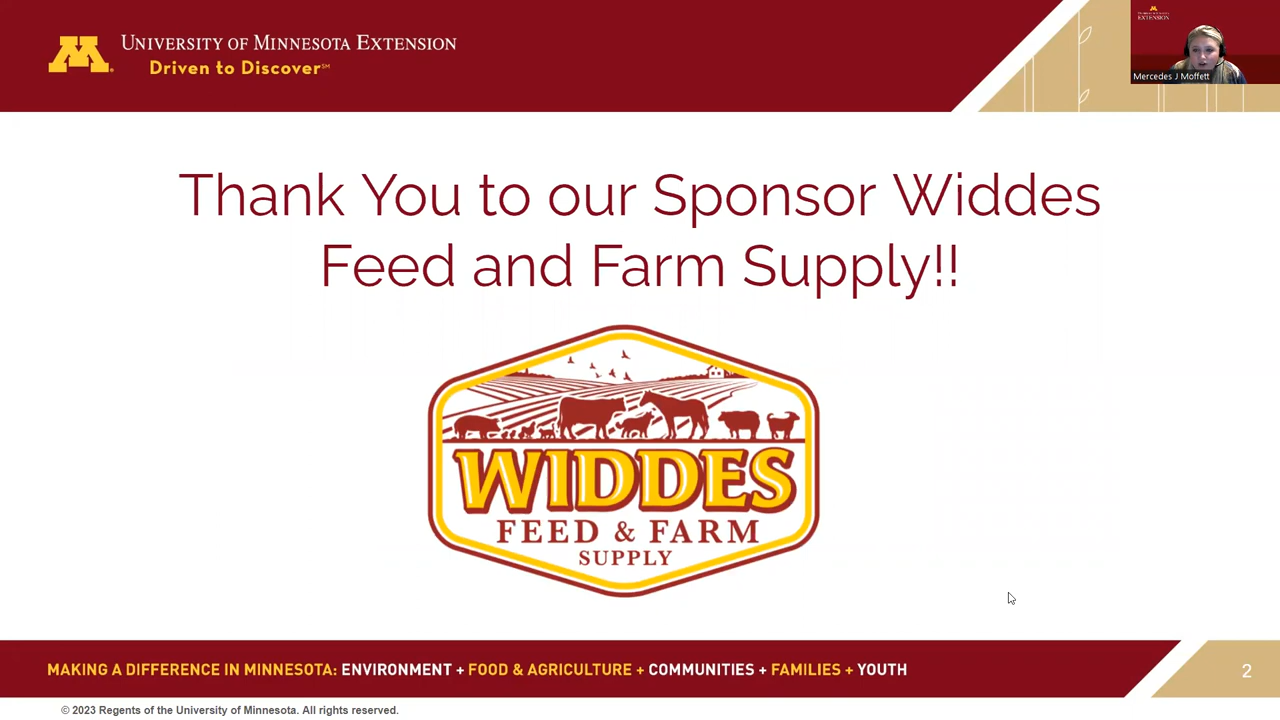 UNIVERSITY OF MINNESOTA EXTENSION
Driven to Discover℠
Mercedes J Moffett
Thank You to our Sponsor Widdes
Feed and Farm Supply!!
WIDDES
FEED & FARM
SUPPLY
MAKING A DIFFERENCE IN MINNESOTA: ENVIRONMENT + FOOD & AGRICULTURE + COMMUNITIES + FAMILIES + YOUTH
2
© 2023 Regents of the University of Minnesota. All rights reserved.